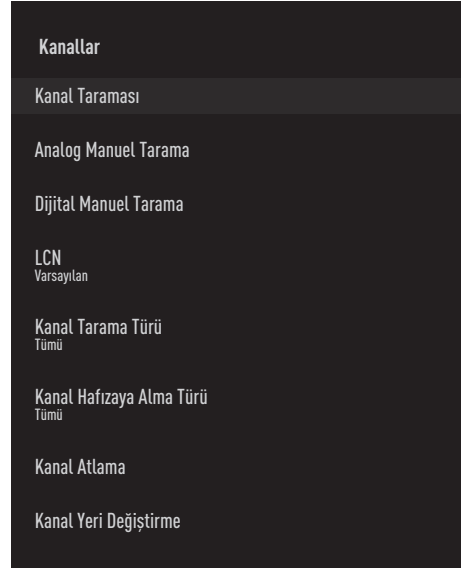 Kanallar
Kanal Taraması
Analog Manuel Tarama
Dijital Manuel Tarama
LCN
Varsayılan
Kanal Tarama Türü
Tümü
Kanal Hafızaya Alma Türü
Tümü
Kanal Atlama
Kanal Yeri Değiştirme